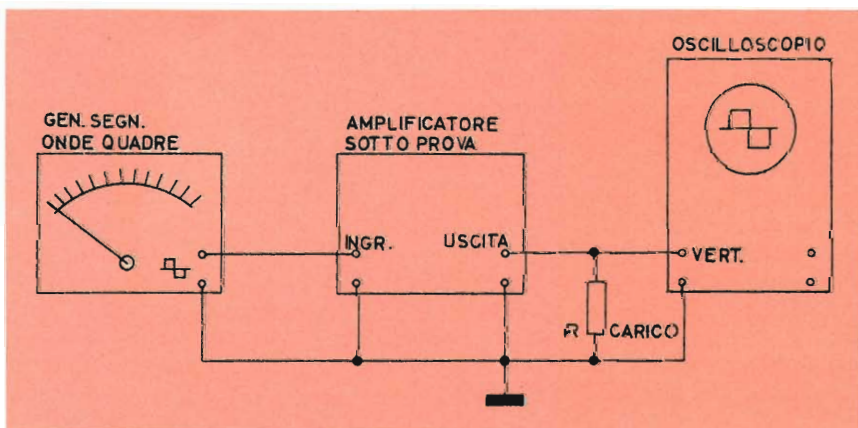 OSCILLOSCOPIO
GEN. SEGN.
ONDE QUADRE
AMPLIFICATORE
SOTTO PROVA
INGR.
USCITA
VERT.
R CARICO